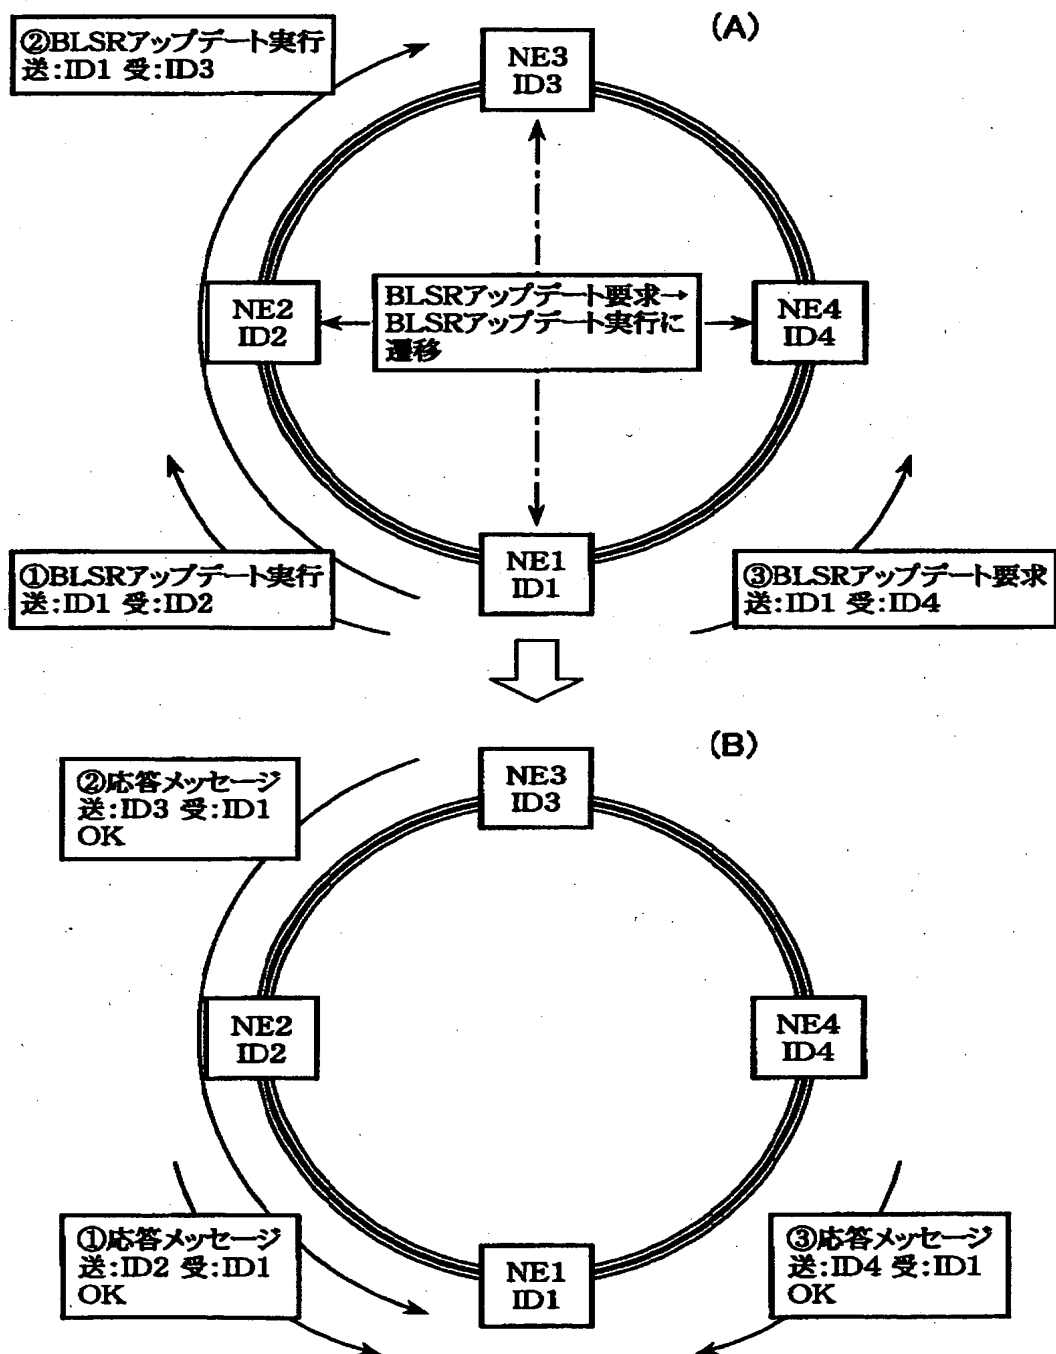 (A)
②BLSRアップデート実行
送:ID1 受:ID3
NE3
ID3
NE2
ID2
BLSRアップデート要求→
BLSRアップデート実行に
遷移
NE4
ID4
①BLSRアップデート実行
送:ID1 受:ID2
NE1
ID1
③BLSRアップデート要求
送:ID1 受:ID4
(B)
②応答メッセージ
送:ID3 受:ID1
OK
NE3
ID3
NE2
ID2
NE4
ID4
①応答メッセージ
送:ID2 受:ID1
OK
NE1
ID1
③応答メッセージ
送:ID4 受:ID1
OK